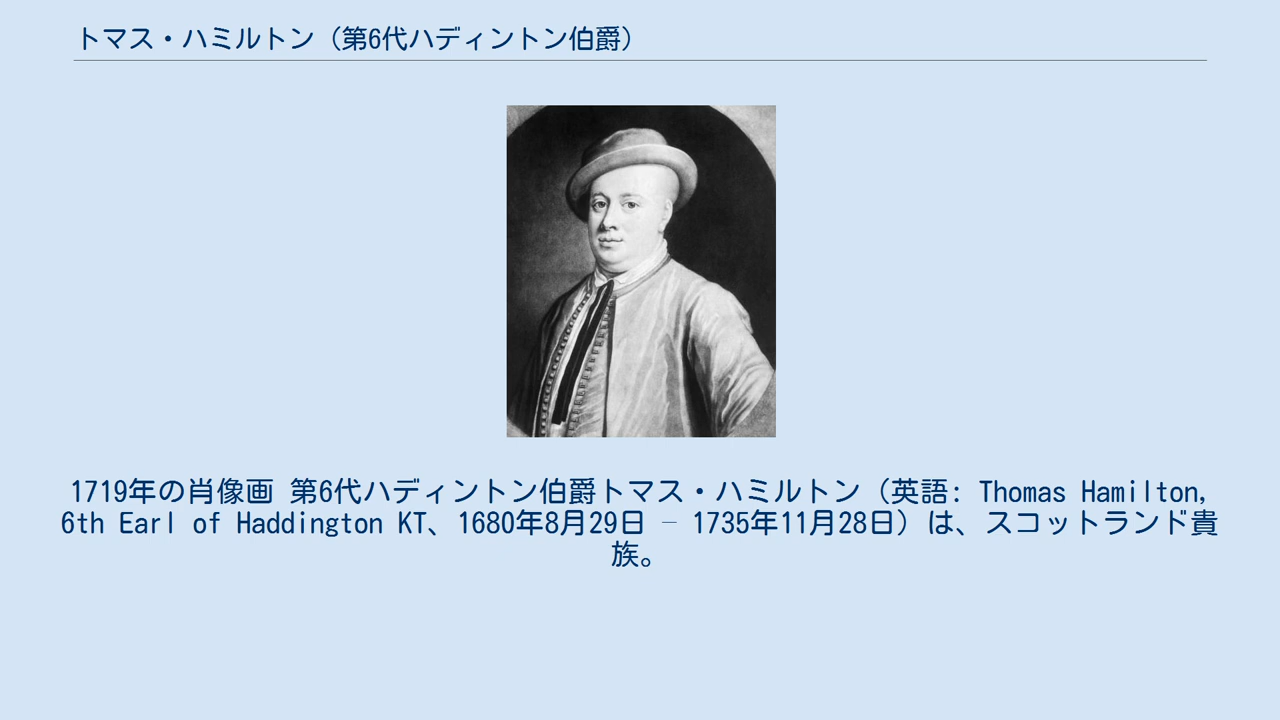 トマス・ハミルトン（第6代ハディントン伯爵）
1719年の肖像画 第6代ハディントン伯爵トマス・ハミルトン（英語: Thomas Hamilton,
6th Earl of Haddington KT、1680年8月29日 – 1735年11月28日）は、スコットランド貴
族。